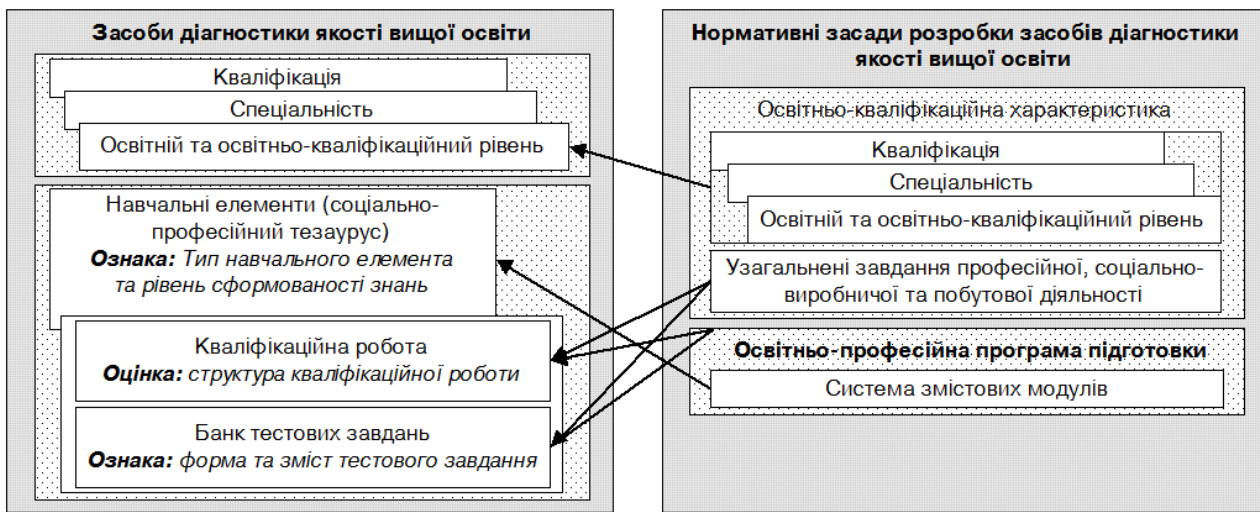 Засоби діагностики якості вищої освіти
Кваліфікація
Спеціальність
Освітній та освітньо-кваліфікаційний рівень
Навчальні елементи (соціально-
професійний тезаурус)
Ознака: Тип навчального елемента
та рівень сформованості знань
Кваліфікаційна робота
Оцінка: структура кваліфікаційної роботи
Банк тестових завдань
Ознака: форма та зміст тестового завдання
Нормативні засади розробки засобів діагностики
якості вищої освіти
Освітньо-кваліфікаційна характеристика
Кваліфікація
Спеціальність
Освітній та освітньо-кваліфікаційний рівень
Узагальнені завдання професійної, соціально-
виробничої та побутової діяльності
Освітньо-професійна програма підготовки
Система змістових модулів